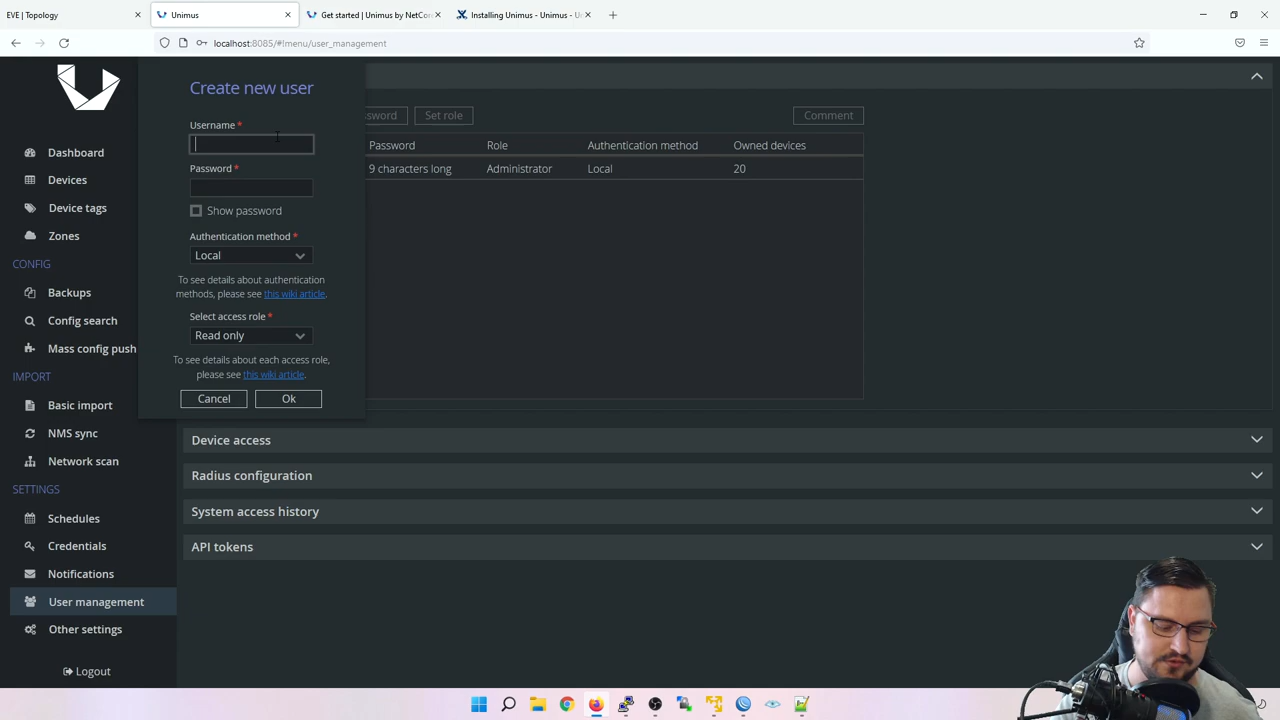 EVE | Topology
Unimus
Get started | Unimus by NetCor
Installing Unimus - Unimus - U
localhost:8085/#!menu/user_management
Dashboard
Devices
Device tags
Zones
CONFIG
Backups
Config search
Mass config push
IMPORT
Basic import
NMS sync
Network scan
SETTINGS
Schedules
Credentials
Notifications
User management
Other settings
Logout
Create new user
Username *
Password *
Show password
Authentication method *
Local
To see details about authentication
methods, please see this wiki article.
Select access role *
Read only
To see details about each access role,
please see this wiki article.
Cancel Ok
ssword Set role Comment
Password Role Authentication method Owned devices
9 characters long Administrator Local 20
Device access
Radius configuration
System access history
API tokens